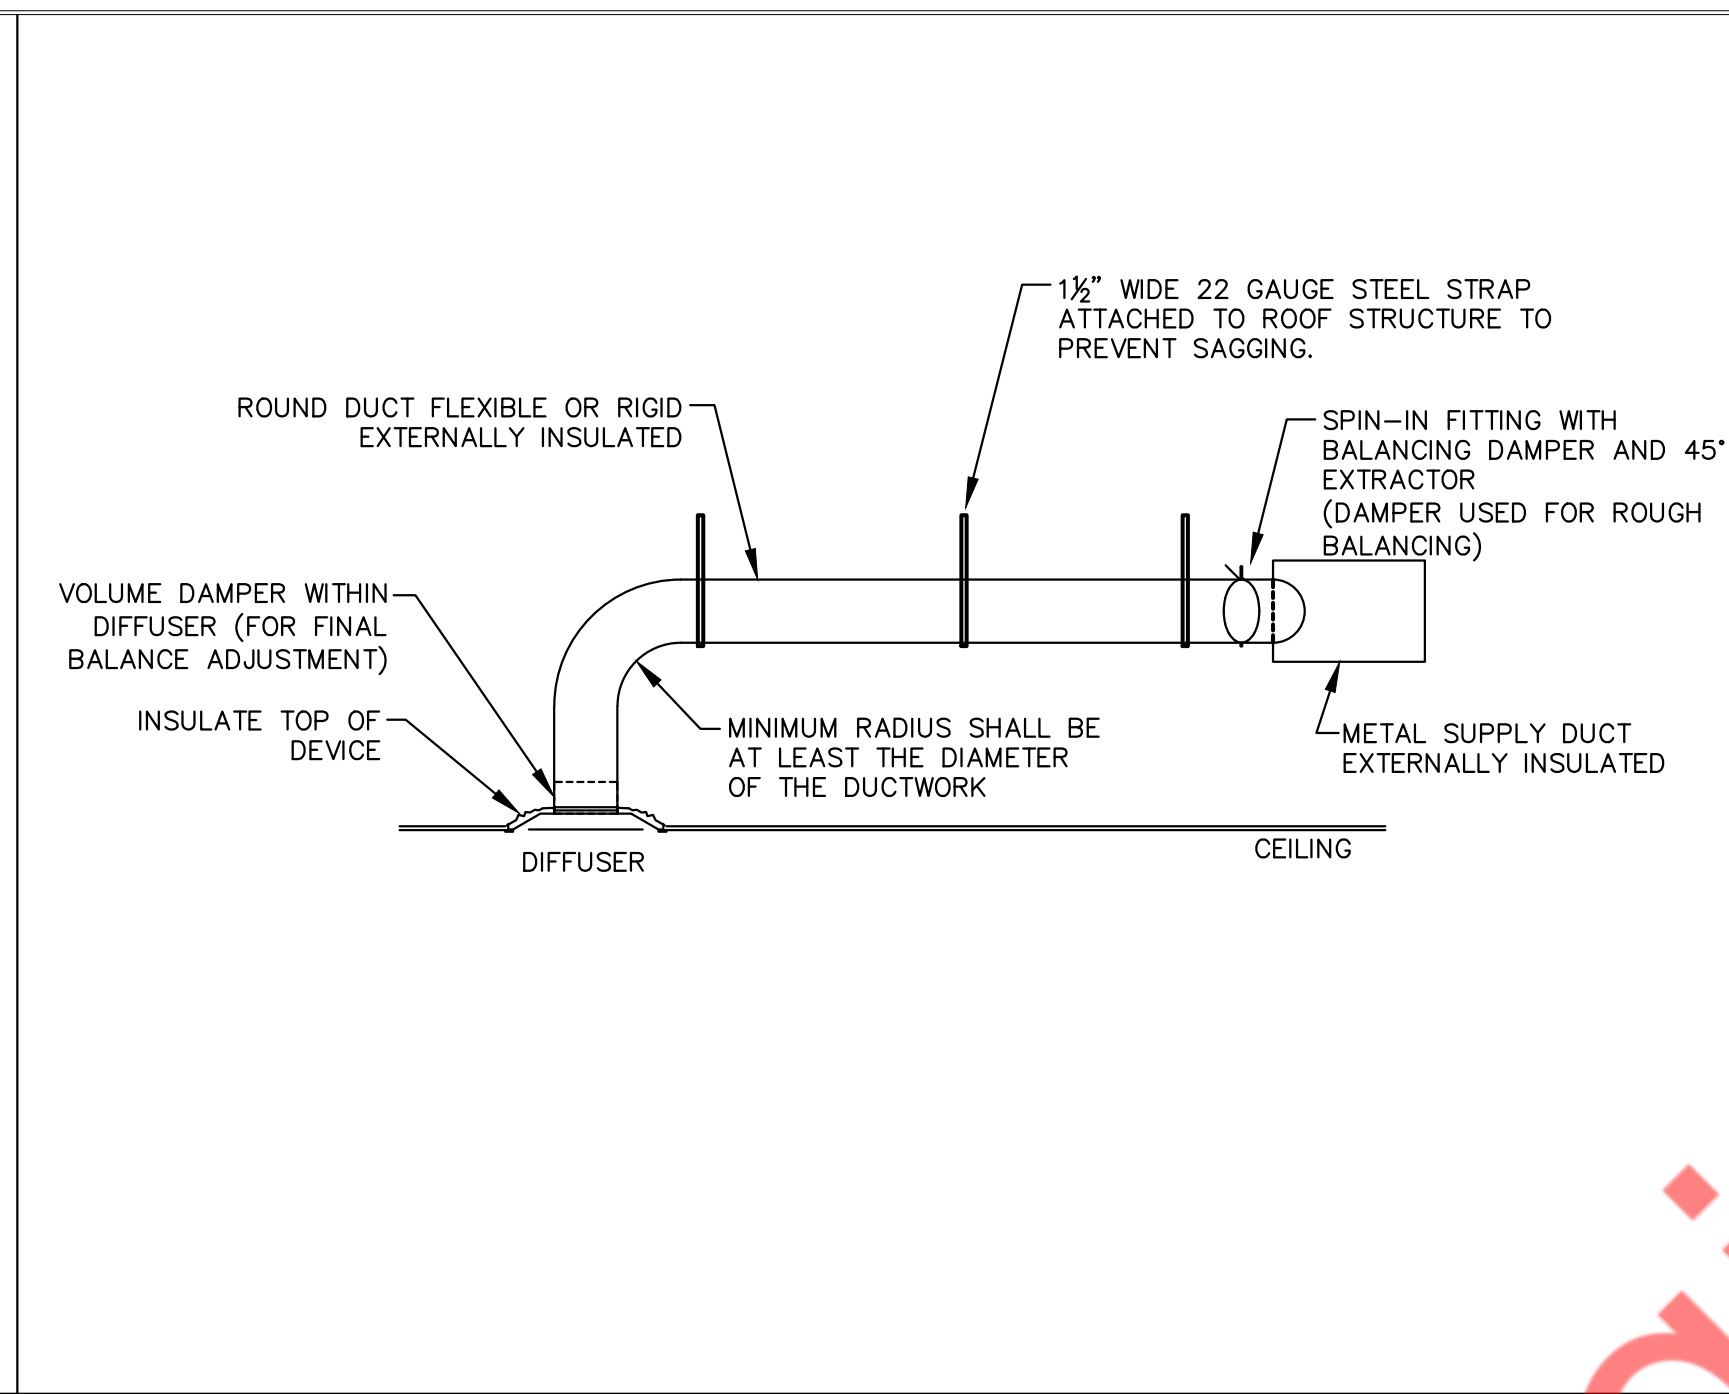 1½" WIDE 22 GAUGE STEEL STRAP
ATTACHED TO ROOF STRUCTURE TO
PREVENT SAGGING.
ROUND DUCT FLEXIBLE OR RIGID
EXTERNALLY INSULATED
SPIN-IN FITTING WITH
BALANCING DAMPER AND 45°
EXTRACTOR
(DAMPER USED FOR ROUGH
BALANCING)
VOLUME DAMPER WITHIN
DIFFUSER (FOR FINAL
BALANCE ADJUSTMENT)
INSULATE TOP OF
DEVICE
MINIMUM RADIUS SHALL BE
AT LEAST THE DIAMETER
OF THE DUCTWORK
METAL SUPPLY DUCT
EXTERNALLY INSULATED
DIFFUSER
CEILING